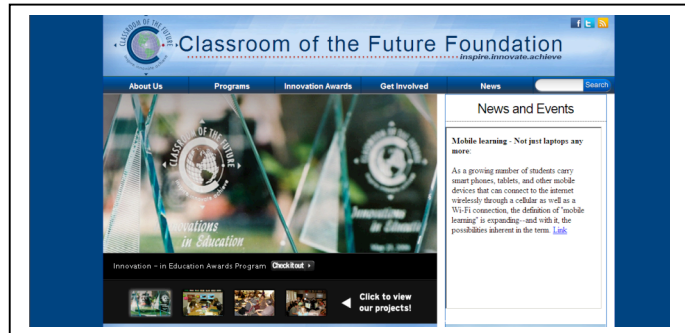 CLASSROOM OF THE FUTURE
Classroom of the Future Foundation
inspire.innovate.achieve
About Us Programs Innovation Awards Get Involved News Search
News and Events
Mobile learning - Not just laptops any
more:
As a growing number of students carry
smart phones, tablets, and other mobile
devices that can connect to the internet
wirelessly through a cellular as well as a
Wi-Fi connection, the definition of "mobile
learning" is expanding--and with it, the
possibilities inherent in the term. Link
CLASSROOM OF THE FUTURE
Innovations
in Education
Innovation - in Education Awards Program Check it out
Click to view
our projects!